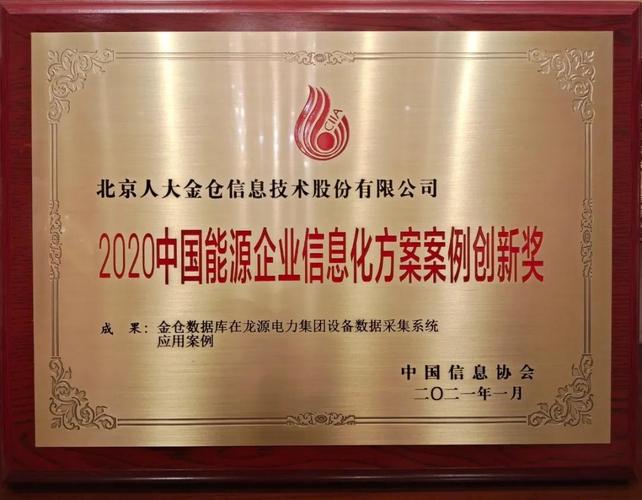 CIIA
北京人大金仓信息技术股份有限公司
2020中国能源企业信息化方案案例创新奖
成 果：金仓数据库在龙源电力集团设备数据采集系统
应用案例
中国信息协会
二〇二一年一月